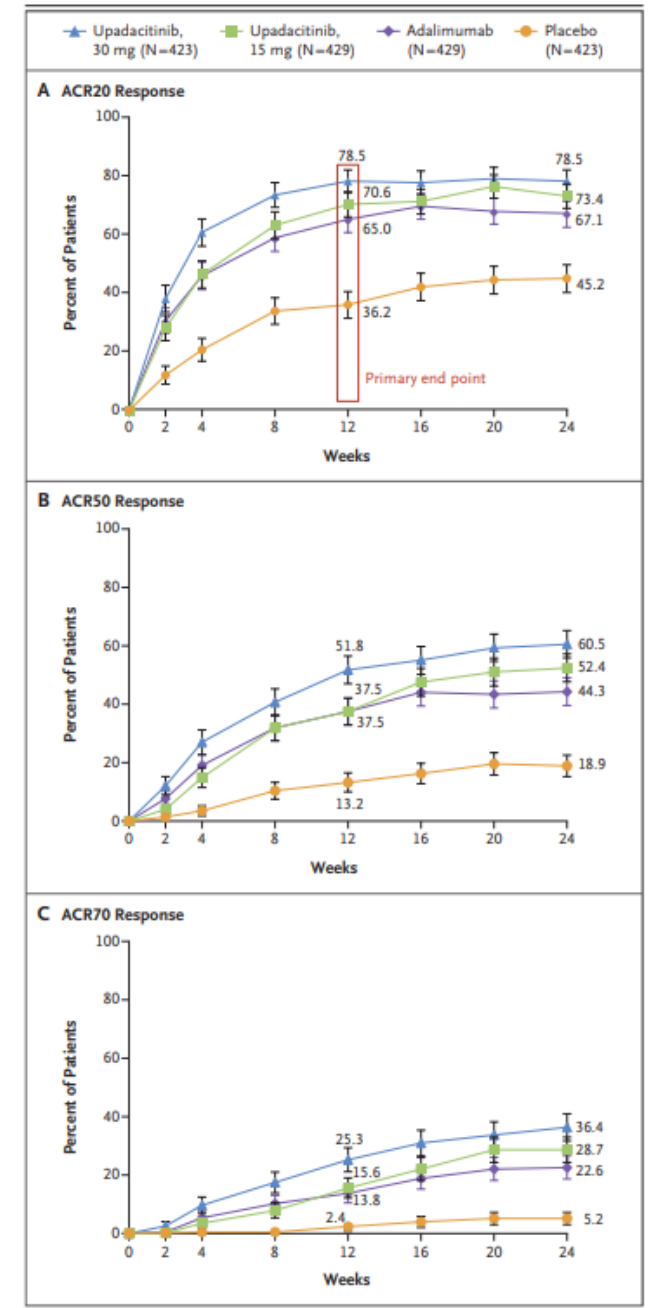 Upadacitinib, 30 mg (N=423)
Upadacitinib, 15 mg (N=429)
Adalimumab (N=429)
Placebo (N=423)
A ACR20 Response
100
80
60
40
20
0
Percent of Patients
78.5
70.6
65.0
36.2
78.5
73.4
67.1
45.2
Primary end point
0 2 4 8 12 16 20 24
Weeks
B ACR50 Response
100
80
60
40
20
0
Percent of Patients
51.8
37.5
37.5
13.2
60.5
52.4
44.3
18.9
0 2 4 8 12 16 20 24
Weeks
C ACR70 Response
100
80
60
40
20
0
Percent of Patients
25.3
15.6
13.8
2.4
36.4
28.7
22.6
5.2
0 2 4 8 12 16 20 24
Weeks